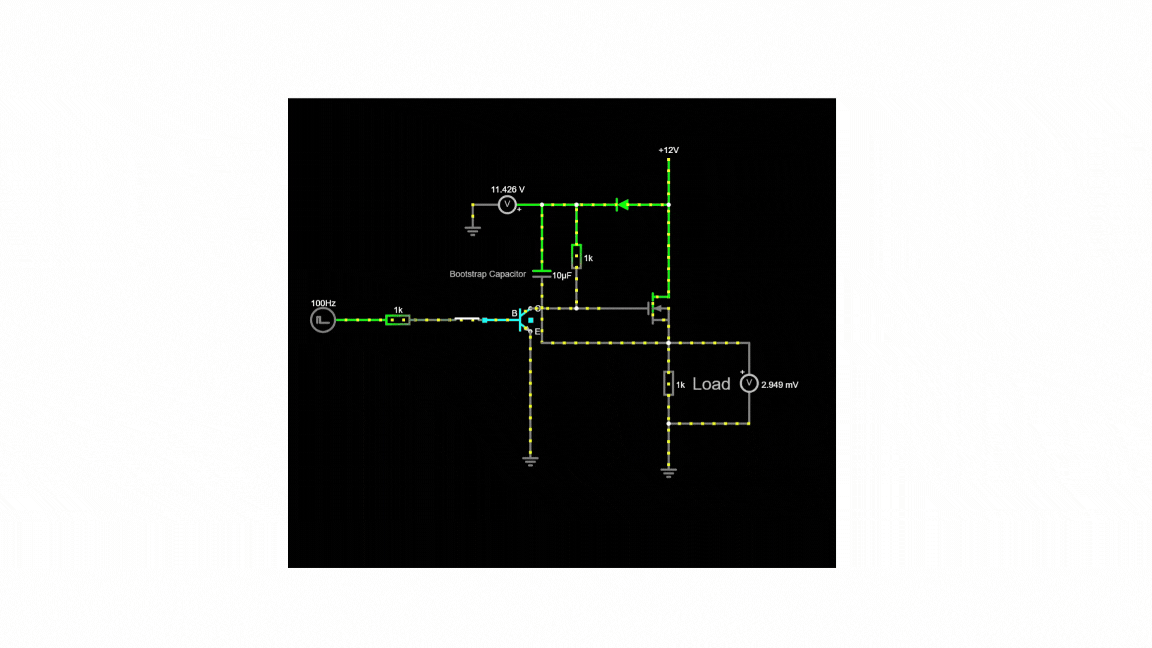 +12V
11.426 V
V
+
1k
Bootstrap Capacitor
10µF
100Hz
1k
B
C
E
+
1k
Load
V
2.949 mV